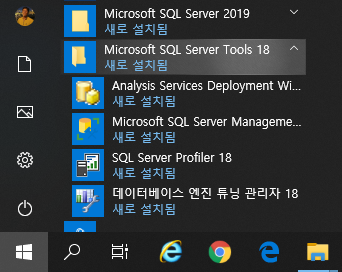 Microsoft SQL Server 2019
새로 설치됨
Microsoft SQL Server Tools 18
새로 설치됨
Analysis Services Deployment Wi...
새로 설치됨
Microsoft SQL Server Manageme...
새로 설치됨
SQL Server Profiler 18
새로 설치됨
데이터베이스 엔진 튜닝 관리자 18
새로 설치됨